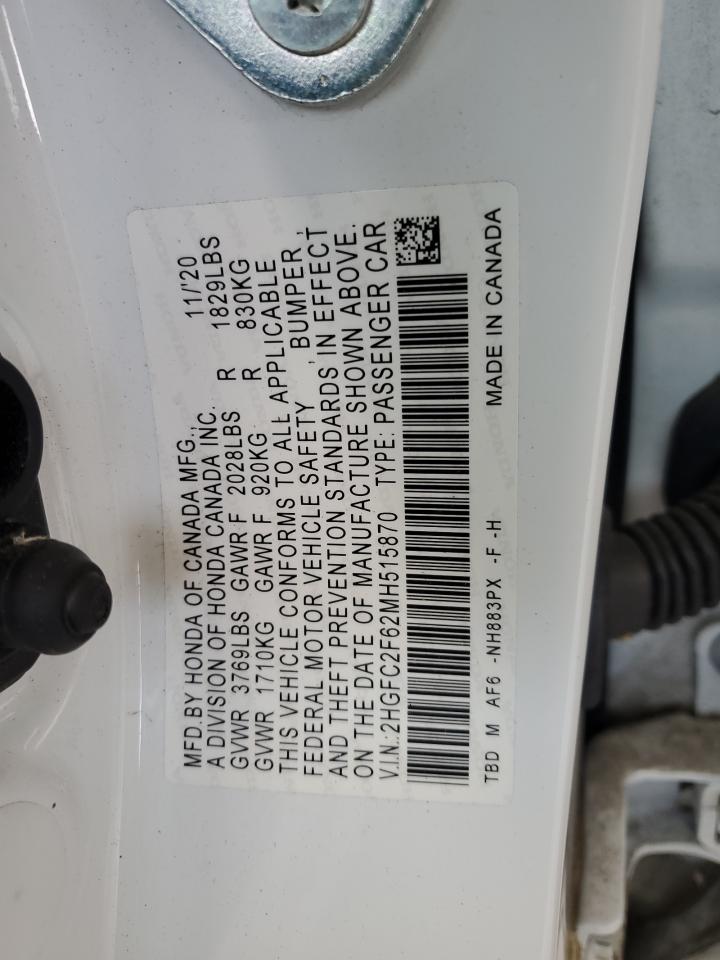 MFD.BY HONDA OF CANADA MFG., 11/'20
A DIVISION OF HONDA CANADA INC.
GVWR 3769LBS GAWR F 2028LBS R 1829LBS
GVWR 1710KG GAWR F 920KG R 830KG
THIS VEHICLE CONFORMS TO ALL APPLICABLE
FEDERAL MOTOR VEHICLE SAFETY , BUMPER ,
AND THEFT PREVENTION STANDARDS IN EFFECT
ON THE DATE OF MANUFACTURE SHOWN ABOVE.
V.I.N.:2HGFC2F62MH515870 TYPE: PASSENGER CAR
TBD M AF6 -NH883PX -F -H MADE IN CANADA